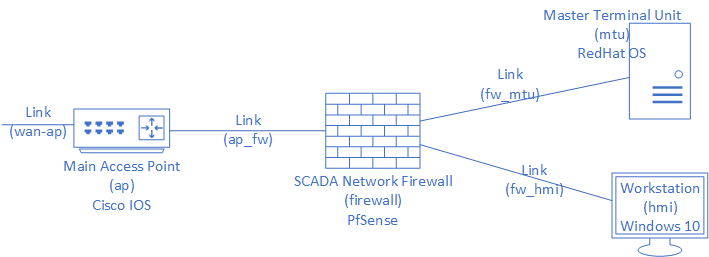 Master Terminal Unit
(mtu)
RedHat OS
Link
(fw_mtu)
Link
(wan-ap)
Link
(ap_fw)
Main Access Point
(ap)
Cisco IOS
SCADA Network Firewall
(firewall)
PfSense
Link
(fw_hmi)
Workstation
(hmi)
Windows 10